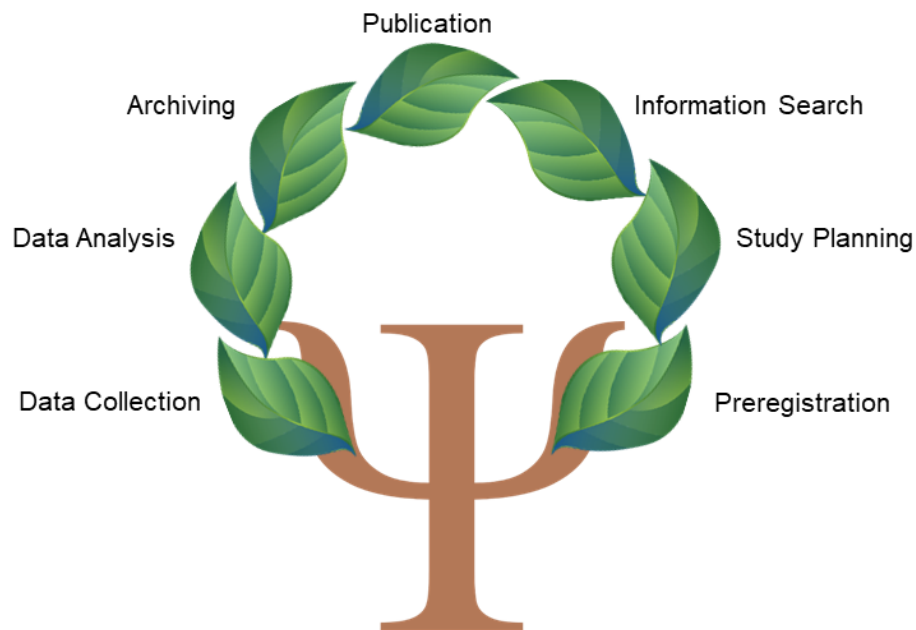 Publication
Archiving
Information Search
Data Analysis
Study Planning
Data Collection
Preregistration